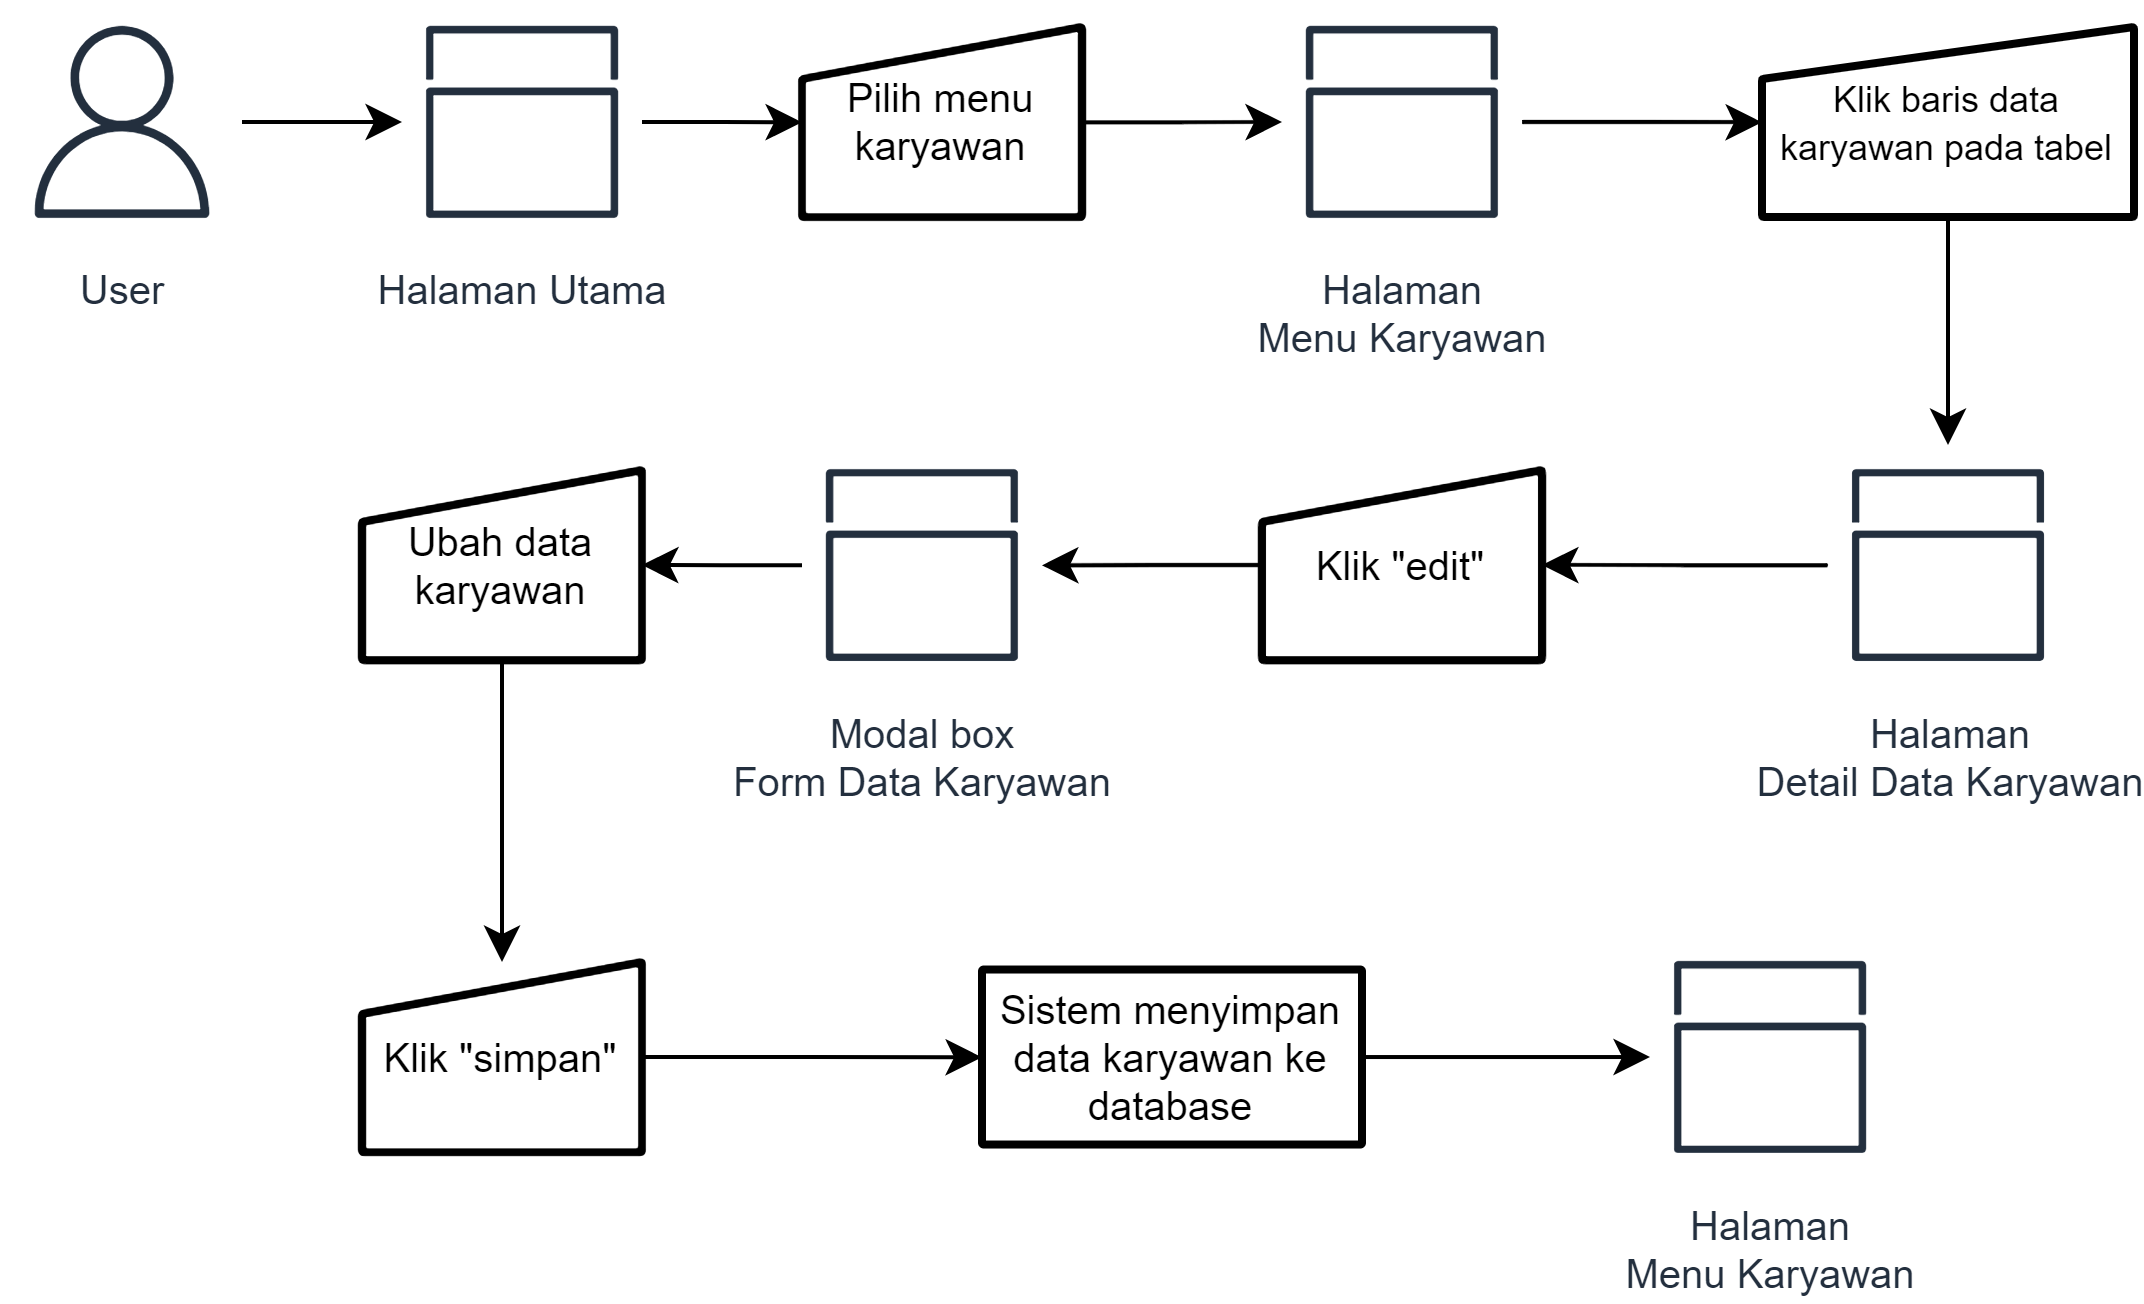 User
Halaman Utama
Pilih menu
karyawan
Halaman
Menu Karyawan
Klik baris data
karyawan pada tabel
Halaman
Detail Data Karyawan
Klik "edit"
Modal box
Form Data Karyawan
Ubah data
karyawan
Klik "simpan"
Sistem menyimpan
data karyawan ke
database
Halaman
Menu Karyawan